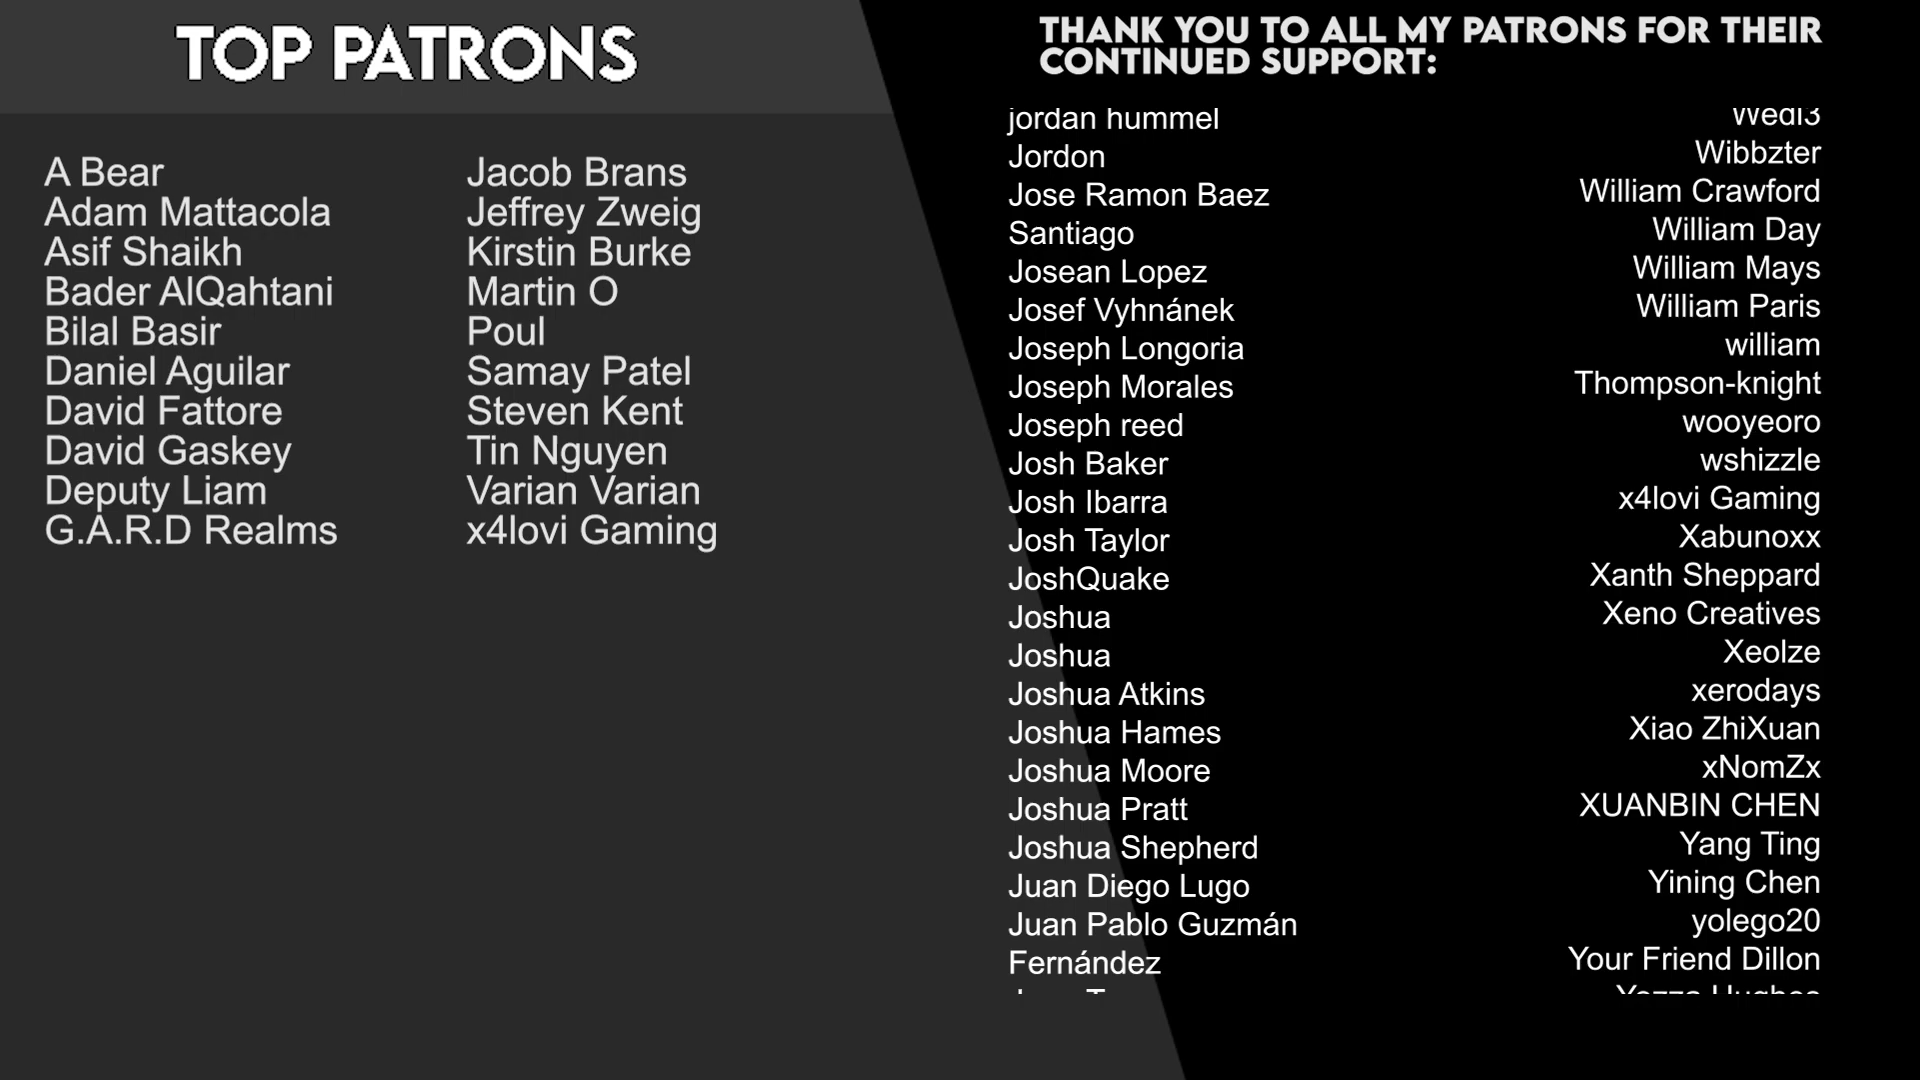 TOP PATRONS
A Bear
Adam Mattacola
Asif Shaikh
Bader AlQahtani
Bilal Basir
Daniel Aguilar
David Fattore
David Gaskey
Deputy Liam
G.A.R.D Realms
Jacob Brans
Jeffrey Zweig
Kirstin Burke
Martin O
Poul
Samay Patel
Steven Kent
Tin Nguyen
Varian Varian
x4lovi Gaming
THANK YOU TO ALL MY PATRONS FOR THEIR
CONTINUED SUPPORT:
jordan hummel
Jordon
Jose Ramon Baez
Santiago
Josean Lopez
Josef Vyhnánek
Joseph Longoria
Joseph Morales
Joseph reed
Josh Baker
Josh Ibarra
Josh Taylor
JoshQuake
Joshua
Joshua
Joshua Atkins
Joshua Hames
Joshua Moore
Joshua Pratt
Joshua Shepherd
Juan Diego Lugo
Juan Pablo Guzmán
Fernández
Wibbzter
William Crawford
William Day
William Mays
William Paris
william
Thompson-knight
wooyeoro
wshizzle
x4lovi Gaming
Xabunoxx
Xanth Sheppard
Xeno Creatives
Xeolze
xerodays
Xiao ZhiXuan
xNomZx
XUANBIN CHEN
Yang Ting
Yining Chen
yolego20
Your Friend Dillon